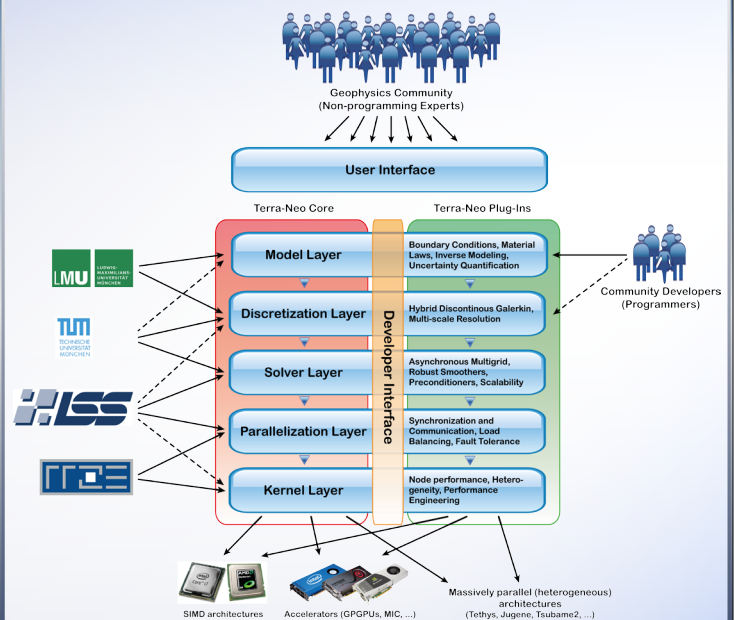 Geophysics Community
(Non-programming Experts)
User Interface
Terra-Neo Core
Terra-Neo Plug-Ins
Model Layer
Boundary Conditions, Material
Laws, Inverse Modeling,
Uncertainty Quantification
LMU
LUDWIG-
MAXIMILIANS-
UNIVERSITÄT
MÜNCHEN
Community Developers
(Programmers)
Discretization Layer
Hybrid Discontinous Galerkin,
Multi-scale Resolution
Developer Interface
TUM
TECHNISCHE
UNIVERSITÄT
MÜNCHEN
Solver Layer
Asynchronous Multigrid,
Robust Smoothers,
Preconditioners, Scalability
LSS
Parallelization Layer
Synchronization and
Communication, Load
Balancing, Fault Tolerance
RRZE
Kernel Layer
Node performance, Hetero-
geneity, Performance
Engineering
SIMD architectures
Accelerators (GPGPUs, MIC, ...)
Massively parallel (heterogeneous)
architectures
(Tethys, Jugene, Tsubame2, ...)